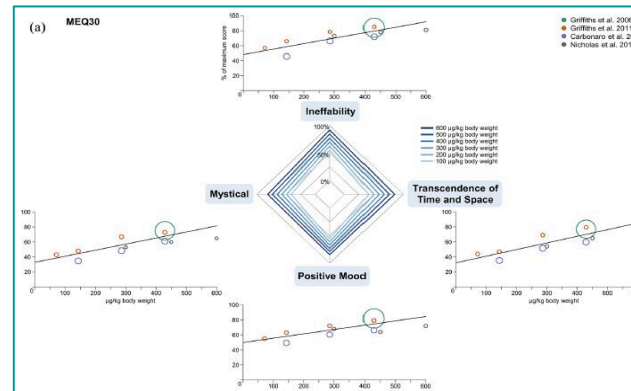 (a) MEQ30
Griffiths et al. 2006
Griffiths et al. 2011
Carbonaro et al. 20
Nicholas et al. 201
% of maximum score
100
80
60
40
20
0 100 200 300 400 500 600
Ineffability
600 µg/kg body weight
500 µg/kg body weight
400 µg/kg body weight
300 µg/kg body weight
200 µg/kg body weight
100 µg/kg body weight
100%
50%
0%
Mystical
Transcendence of
Time and Space
Positive Mood
100
80
60
40
20
0 100 200 300 400 500 600
µg/kg body weight
100
80
60
40
20
0 100 200 300 400 500 600
µg/kg body weight
100
80
60
40
20
0 100 200 300 400 500 600